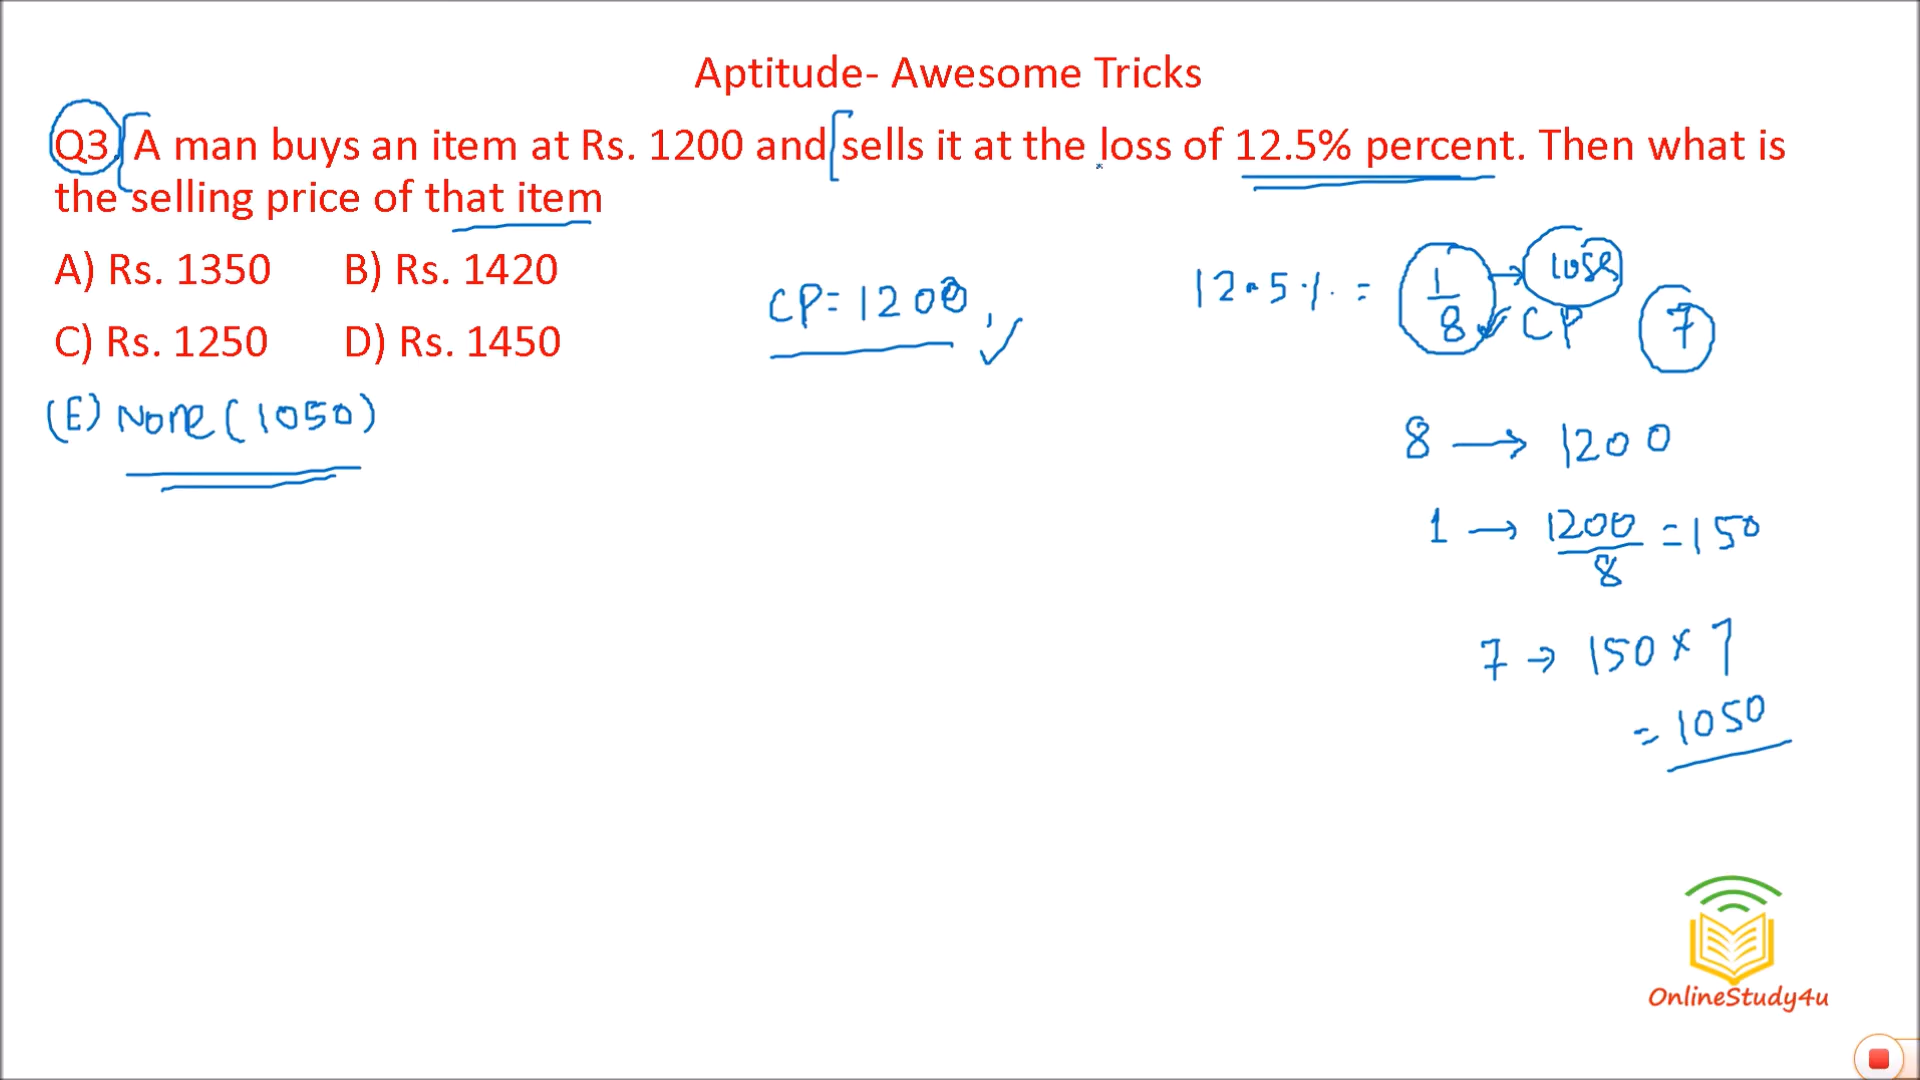 Aptitude- Awesome Tricks
Q3. A man buys an item at Rs. 1200 and sells it at the loss of 12.5% percent. Then what is
the selling price of that item
A) Rs. 1350 B) Rs. 1420
C) Rs. 1250 D) Rs. 1450
(E) None (1050)
CP = 1200,
12.5% = 1/8 → loss
CP
7
8 → 1200
1 → 1200/8 = 150
7 → 150 × 7
= 1050
OnlineStudy4u